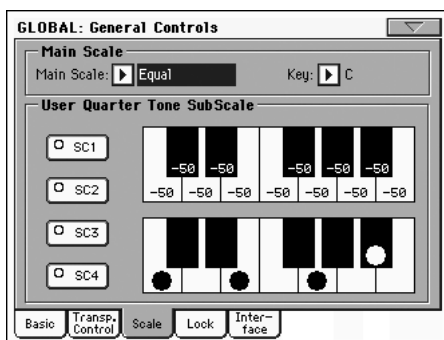 GLOBAL: General Controls
Main Scale
Main Scale: Equal Key: C
User Quarter Tone SubScale
SC1
-50 -50 -50 -50 -50
SC2
-50 -50 -50 -50 -50 -50 -50
SC3
SC4
Basic Transp. Control Scale Lock Inter-face